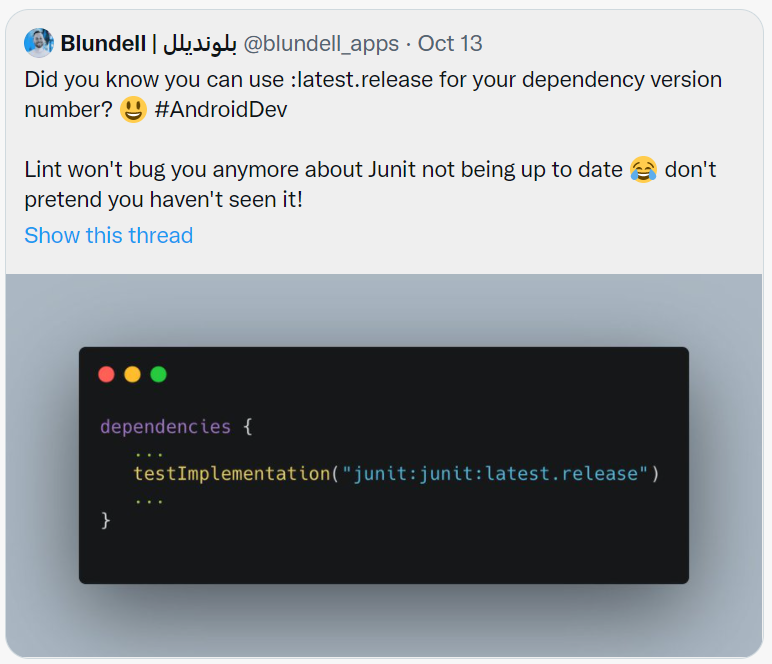 Blundell | بلونديلل @blundell_apps · Oct 13
Did you know you can use :latest.release for your dependency version
number? 😃 #AndroidDev
Lint won't bug you anymore about Junit not being up to date 😂 don't
pretend you haven't seen it!
Show this thread
dependencies {
...
testImplementation("junit:junit:latest.release")
...
}